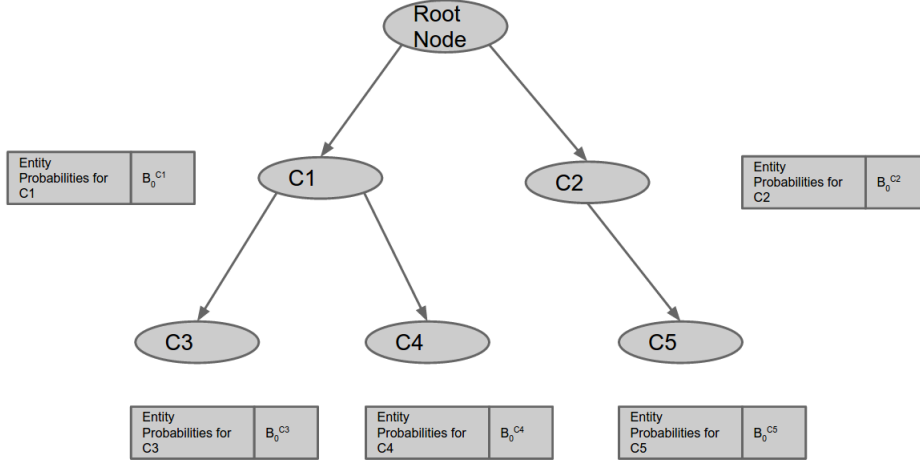 Root
Node
Entity
Probabilities for
C1
B₀ᶜ¹
C1
C2
Entity
Probabilities for
C2
B₀ᶜ²
C3
C4
C5
Entity
Probabilities for
C3
B₀ᶜ³
Entity
Probabilities for
C4
B₀ᶜ⁴
Entity
Probabilities for
C5
B₀ᶜ⁵